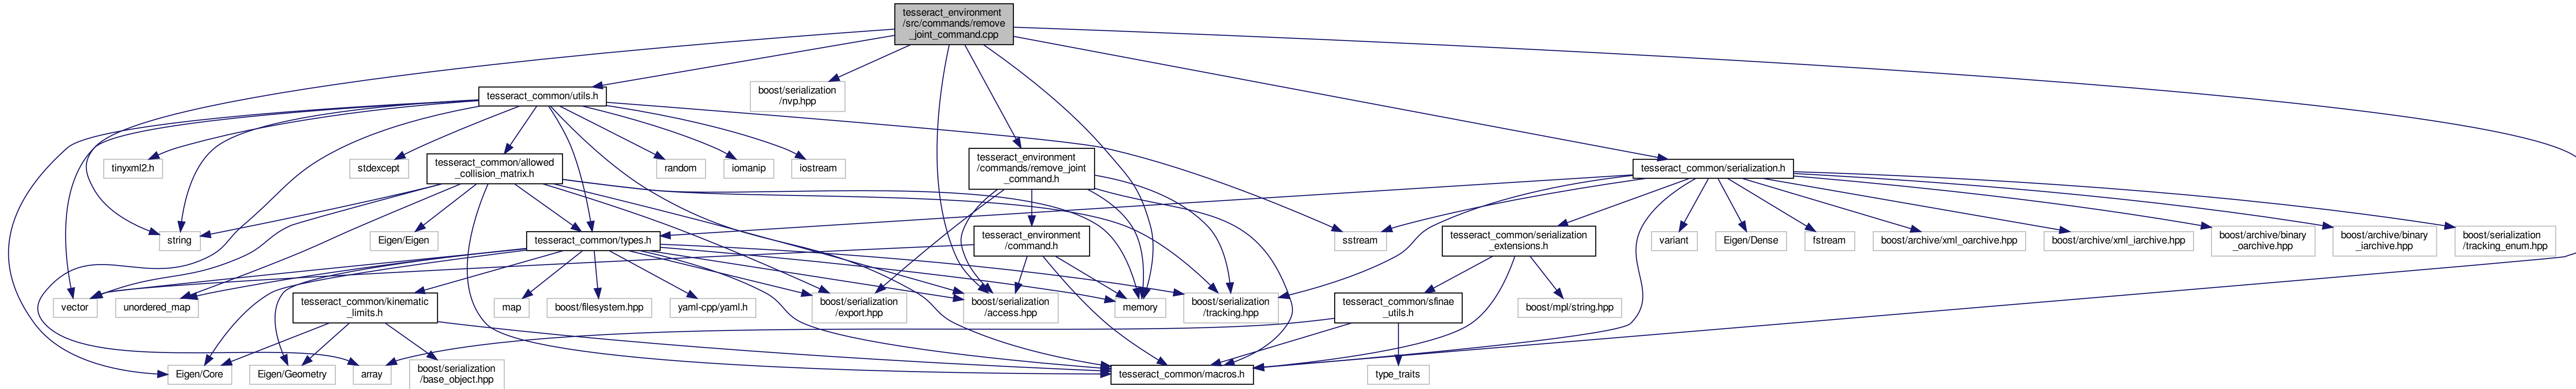 tesseract_environment
/src/commands/remove
_joint_command.cpp
tesseract_common/utils.h
boost/serialization
/nvp.hpp
tinyxml2.h
stdexcept
tesseract_common/allowed
_collision_matrix.h
random
iomanip
iostream
tesseract_environment
/commands/remove_joint
_command.h
tesseract_common/serialization.h
string
Eigen/Eigen
tesseract_common/types.h
tesseract_environment
/command.h
sstream
tesseract_common/serialization
_extensions.h
variant
Eigen/Dense
fstream
boost/archive/xml_oarchive.hpp
boost/archive/xml_iarchive.hpp
boost/archive/binary
_oarchive.hpp
boost/archive/binary
_iarchive.hpp
boost/serialization
/tracking_enum.hpp
vector
unordered_map
tesseract_common/kinematic
_limits.h
map
boost/filesystem.hpp
yaml-cpp/yaml.h
boost/serialization
/export.hpp
boost/serialization
/access.hpp
memory
boost/serialization
/tracking.hpp
tesseract_common/sfinae
_utils.h
boost/mpl/string.hpp
Eigen/Core
Eigen/Geometry
array
boost/serialization
/base_object.hpp
tesseract_common/macros.h
type_traits